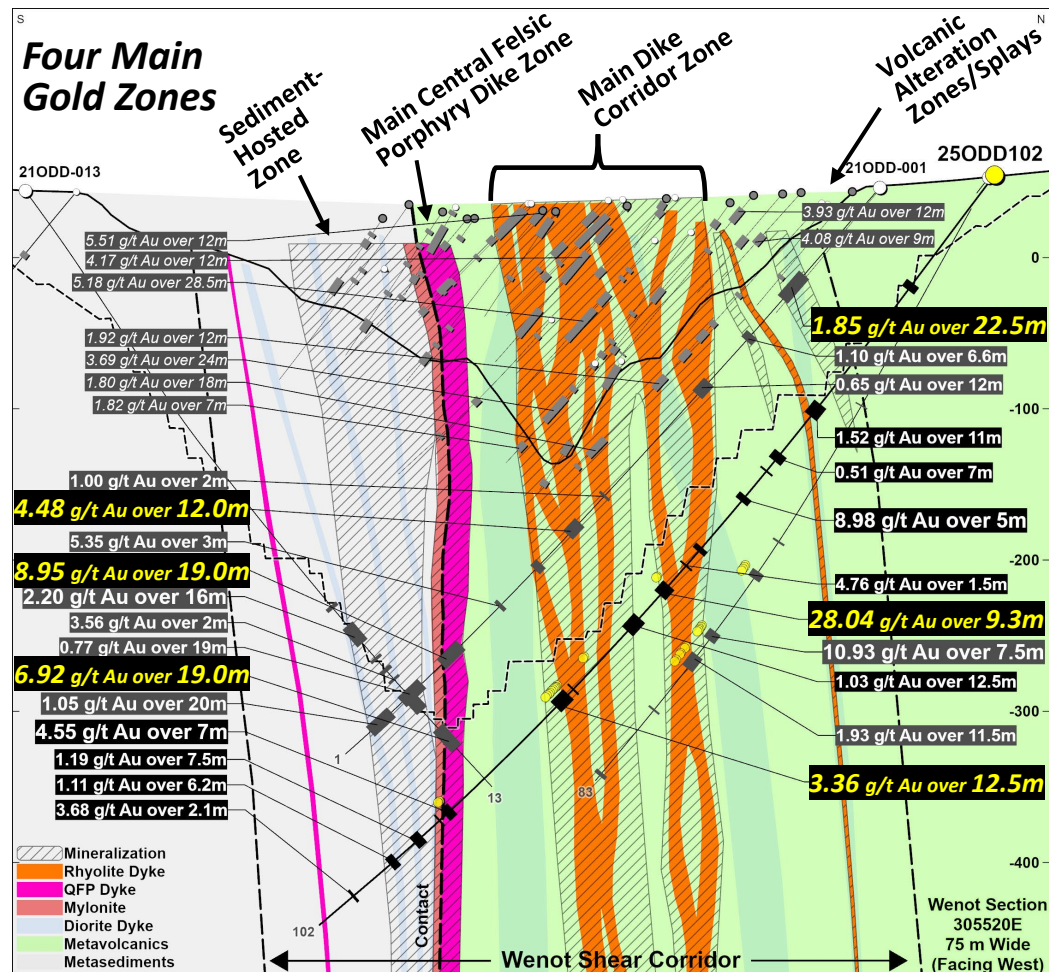 S
N
Four Main
Gold Zones
Sediment-
Hosted
Zone
Main Central Felsic
Porphyry Dike Zone
Main Dike
Corridor Zone
Volcanic
Alteration
Zones/Splays
21ODD-013
21ODD-001
25ODD102
5.51 g/t Au over 12m
4.17 g/t Au over 12m
5.18 g/t Au over 28.5m
1.92 g/t Au over 12m
3.69 g/t Au over 24m
1.80 g/t Au over 18m
1.82 g/t Au over 7m
1.00 g/t Au over 2m
4.48 g/t Au over 12.0m
5.35 g/t Au over 3m
8.95 g/t Au over 19.0m
2.20 g/t Au over 16m
3.56 g/t Au over 2m
0.77 g/t Au over 19m
6.92 g/t Au over 19.0m
1.05 g/t Au over 20m
4.55 g/t Au over 7m
1.19 g/t Au over 7.5m
1.11 g/t Au over 6.2m
3.68 g/t Au over 2.1m
3.93 g/t Au over 12m
4.08 g/t Au over 9m
1.85 g/t Au over 22.5m
1.10 g/t Au over 6.6m
0.65 g/t Au over 12m
1.52 g/t Au over 11m
0.51 g/t Au over 7m
8.98 g/t Au over 5m
4.76 g/t Au over 1.5m
28.04 g/t Au over 9.3m
10.93 g/t Au over 7.5m
1.03 g/t Au over 12.5m
1.93 g/t Au over 11.5m
3.36 g/t Au over 12.5m
0
-100
-200
-300
-400
1
13
83
102
Contact
Mineralization
Rhyolite Dyke
QFP Dyke
Mylonite
Diorite Dyke
Metavolcanics
Metasediments
Wenot Shear Corridor
Wenot Section
305520E
75 m Wide
(Facing West)